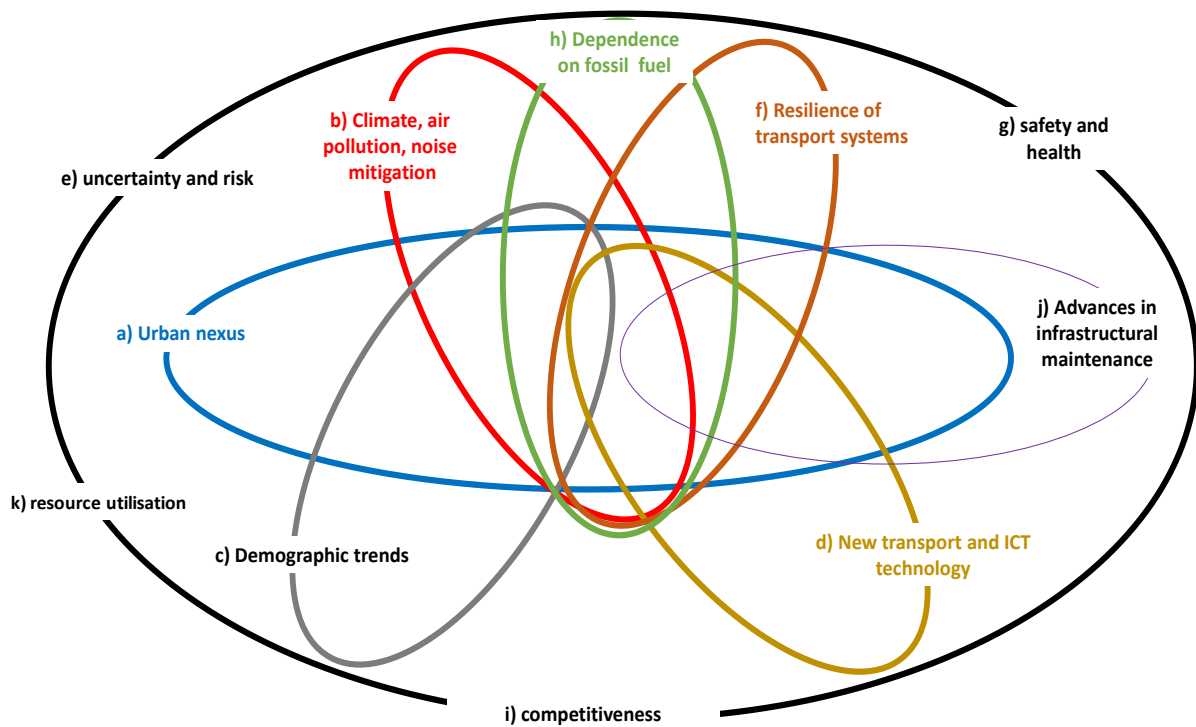 h) Dependence
on fossil fuel
b) Climate, air
pollution, noise
mitigation
f) Resilience of
transport systems
g) safety and
health
e) uncertainty and risk
a) Urban nexus
j) Advances in
infrastructural
maintenance
k) resource utilisation
c) Demographic trends
d) New transport and ICT
technology
i) competitiveness